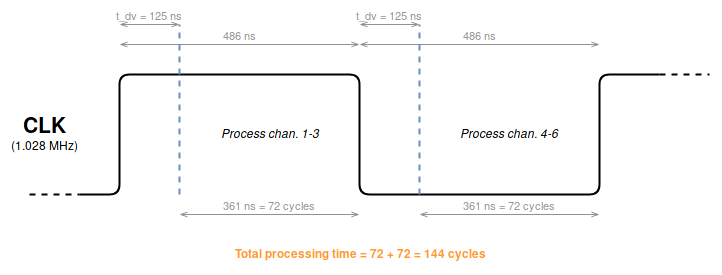 t_dv = 125 ns
t_dv = 125 ns
486 ns
486 ns
CLK
(1.028 MHz)
Process chan. 1-3
Process chan. 4-6
361 ns = 72 cycles
361 ns = 72 cycles
Total processing time = 72 + 72 = 144 cycles